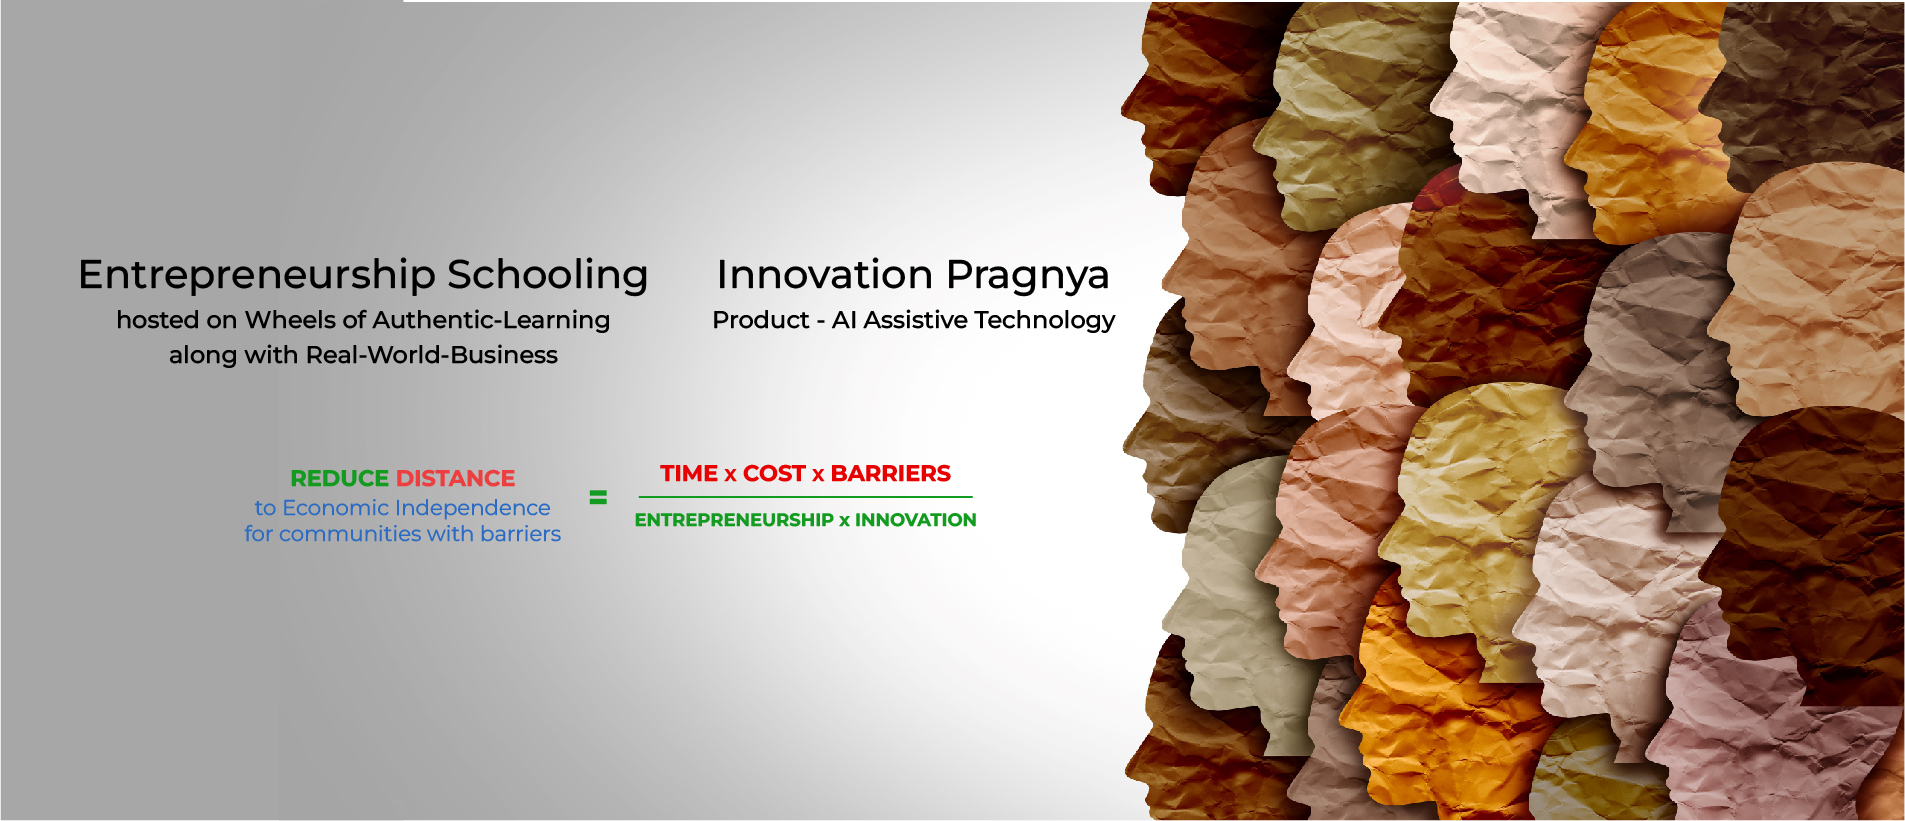 Entrepreneurship Schooling
hosted on Wheels of Authentic-Learning
along with Real-World-Business
Innovation Pragnya
Product - AI Assistive Technology
REDUCE DISTANCE
to Economic Independence
for communities with barriers
=
TIME x COST x BARRIERS
ENTREPRENEURSHIP x INNOVATION